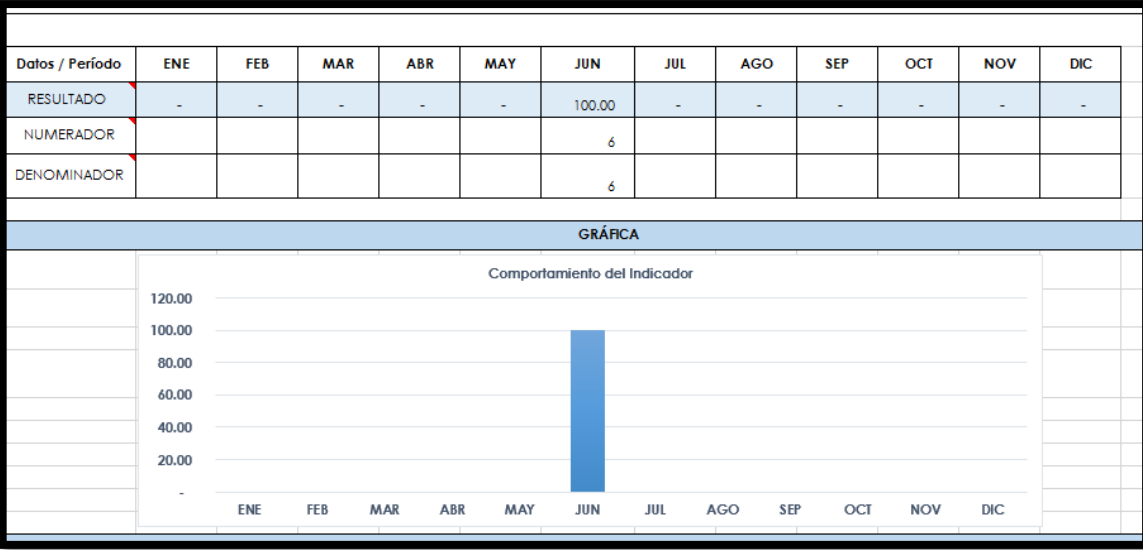 Datos / Período ENE FEB MAR ABR MAY JUN JUL AGO SEP OCT NOV DIC
RESULTADO - - - - - 100.00 - - - - - -
NUMERADOR 6
DENOMINADOR 6
GRÁFICA
Comportamiento del Indicador
120.00
100.00
80.00
60.00
40.00
20.00
-
ENE FEB MAR ABR MAY JUN JUL AGO SEP OCT NOV DIC